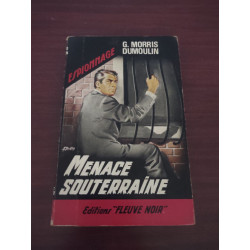 ESPIONNAGE
G. MORRIS
DUMOULIN
MENACE
SOUTERRAINE
Editions "FLEUVE NOIR"